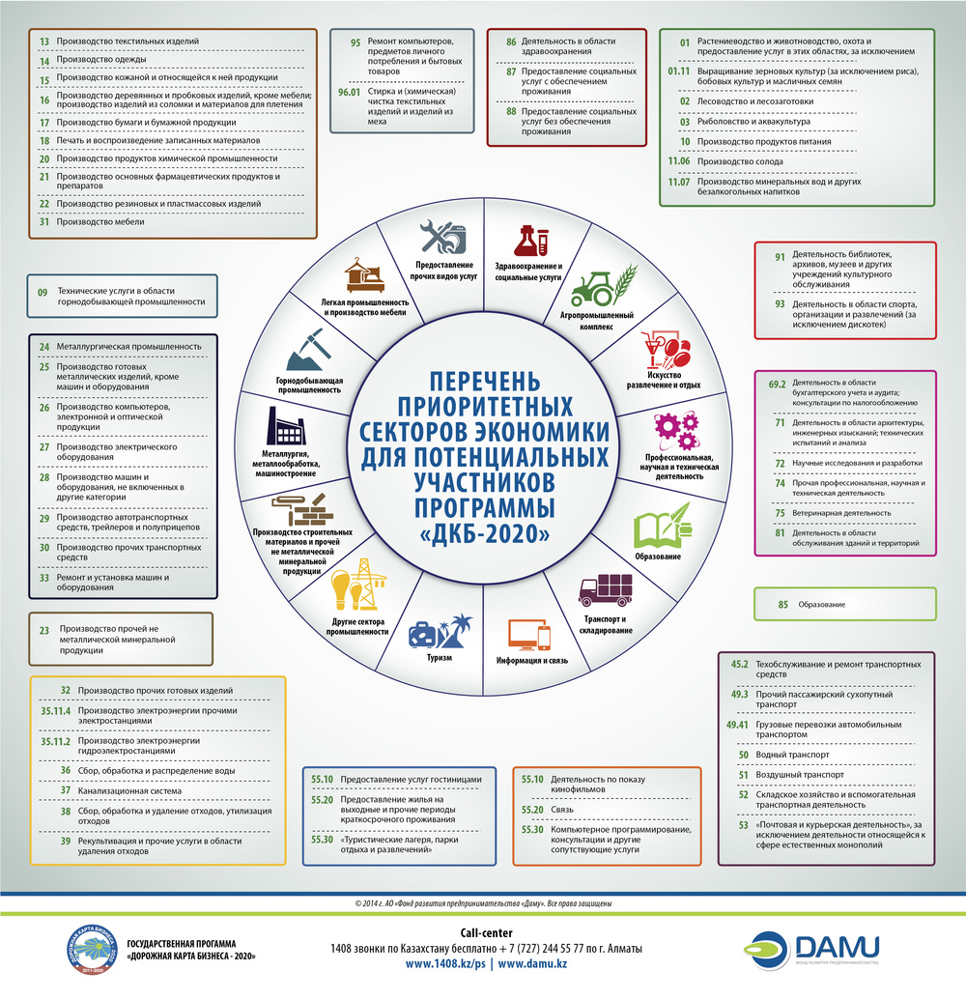 13 Производство текстильных изделий
14 Производство одежды
15 Производство кожаной и относящейся к ней продукции
16 Производство деревянных и пробковых изделий, кроме мебели;
производство изделий из соломки и материалов для плетения
17 Производство бумаги и бумажной продукции
18 Печать и воспроизведение записанных материалов
20 Производство продуктов химической промышленности
21 Производство основных фармацевтических продуктов и
препаратов
22 Производство резиновых и пластмассовых изделий
31 Производство мебели
95 Ремонт компьютеров,
предметов личного
потребления и бытовых
товаров
96.01 Стирка и (химическая)
чистка текстильных
изделий и изделий из
меха
86 Деятельность в области
здравоохранения
87 Предоставление социальных
услуг с обеспечением
проживания
88 Предоставление социальных
услуг без обеспечения
проживания
01 Растениеводство и животноводство, охота и
предоставление услуг в этих областях, за исключением
01.11 Выращивание зерновых культур (за исключением риса),
бобовых культур и масличных семян
02 Лесоводство и лесозаготовки
03 Рыболовство и аквакультура
10 Производство продуктов питания
11.06 Производство солода
11.07 Производство минеральных вод и других
безалкогольных напитков
09 Технические услуги в области
горнодобывающей промышленности
24 Металлургическая промышленность
25 Производство готовых
металлических изделий, кроме
машин и оборудования
26 Производство компьютеров,
электронной и оптической
продукции
27 Производство электрического
оборудования
28 Производство машин и
оборудования, не включенных в
другие категории
29 Производство автотранспортных
средств, трейлеров и полуприцепов
30 Производство прочих транспортных
средств
33 Ремонт и установка машин и
оборудования
23 Производство прочей не
металлической минеральной
продукции
32 Производство прочих готовых изделий
35.11.4 Производство электроэнергии прочими
электростанциями
35.11.2 Производство электроэнергии
гидроэлектростанциями
36 Сбор, обработка и распределение воды
37 Канализационная система
38 Сбор, обработка и удаление отходов, утилизация
отходов
39 Рекультивация и прочие услуги в области
удаления отходов
Предоставление
прочих видов услуг
Здравоохранение и
социальные услуги
Легкая промышленность
и производство мебели
Агропромышленный
комплекс
Горнодобывающая
промышленность
Искусство
развлечение и отдых
Металлургия,
металлообработка,
машиностроение
Профессиональная,
научная и техническая
деятельность
Производство строительных
материалов и прочей
не металлической
минеральной
продукции
Образование
Другие сектора
промышленности
Транспорт и
складирование
Туризм
Информация и связь
ПЕРЕЧЕНЬ
ПРИОРИТЕТНЫХ
СЕКТОРОВ ЭКОНОМИКИ
ДЛЯ ПОТЕНЦИАЛЬНЫХ
УЧАСТНИКОВ
ПРОГРАММЫ
«ДКБ-2020»
91 Деятельность библиотек,
архивов, музеев и других
учреждений культурного
обслуживания
93 Деятельность в области спорта,
организации и развлечений (за
исключением дискотек)
69.2 Деятельность в области
бухгалтерского учета и аудита;
консультации по налогообложению
71 Деятельность в области архитектуры,
инженерных изысканий; технических
испытаний и анализа
72 Научные исследования и разработки
74 Прочая профессиональная, научная и
техническая деятельность
75 Ветеринарная деятельность
81 Деятельность в области
обслуживания зданий и территорий
85 Образование
45.2 Техобслуживание и ремонт транспортных
средств
49.3 Прочий пассажирский сухопутный
транспорт
49.41 Грузовые перевозки автомобильным
транспортом
50 Водный транспорт
51 Воздушный транспорт
52 Складское хозяйство и вспомогательная
транспортная деятельность
53 «Почтовая и курьерская деятельность», за
исключением деятельности относящейся к
сфере естественных монополий
55.10 Предоставление услуг гостиницами
55.20 Предоставление жилья на
выходные и прочие периоды
краткосрочного проживания
55.30 «Туристические лагеря, парки
отдыха и развлечений»
55.10 Деятельность по показу
кинофильмов
55.20 Связь
55.30 Компьютерное программирование,
консультации и другие
сопутствующие услуги
© 2014 г. АО «Фонд развития предпринимательства «Даму». Все права защищены
ДОРОЖНАЯ КАРТА БИЗНЕСА - 2020
2011-2020
ГОСУДАРСТВЕННАЯ ПРОГАММА
«ДОРОЖНАЯ КАРТА БИЗНЕСА - 2020»
Call-center
1408 звонки по Казахстану бесплатно + 7 (727) 244 55 77 по г. Алматы
www.1408.kz/ps | www.damu.kz
DAMU
ФОНД РАЗВИТИЯ ПРЕДПРИНИМАТЕЛЬСТВА